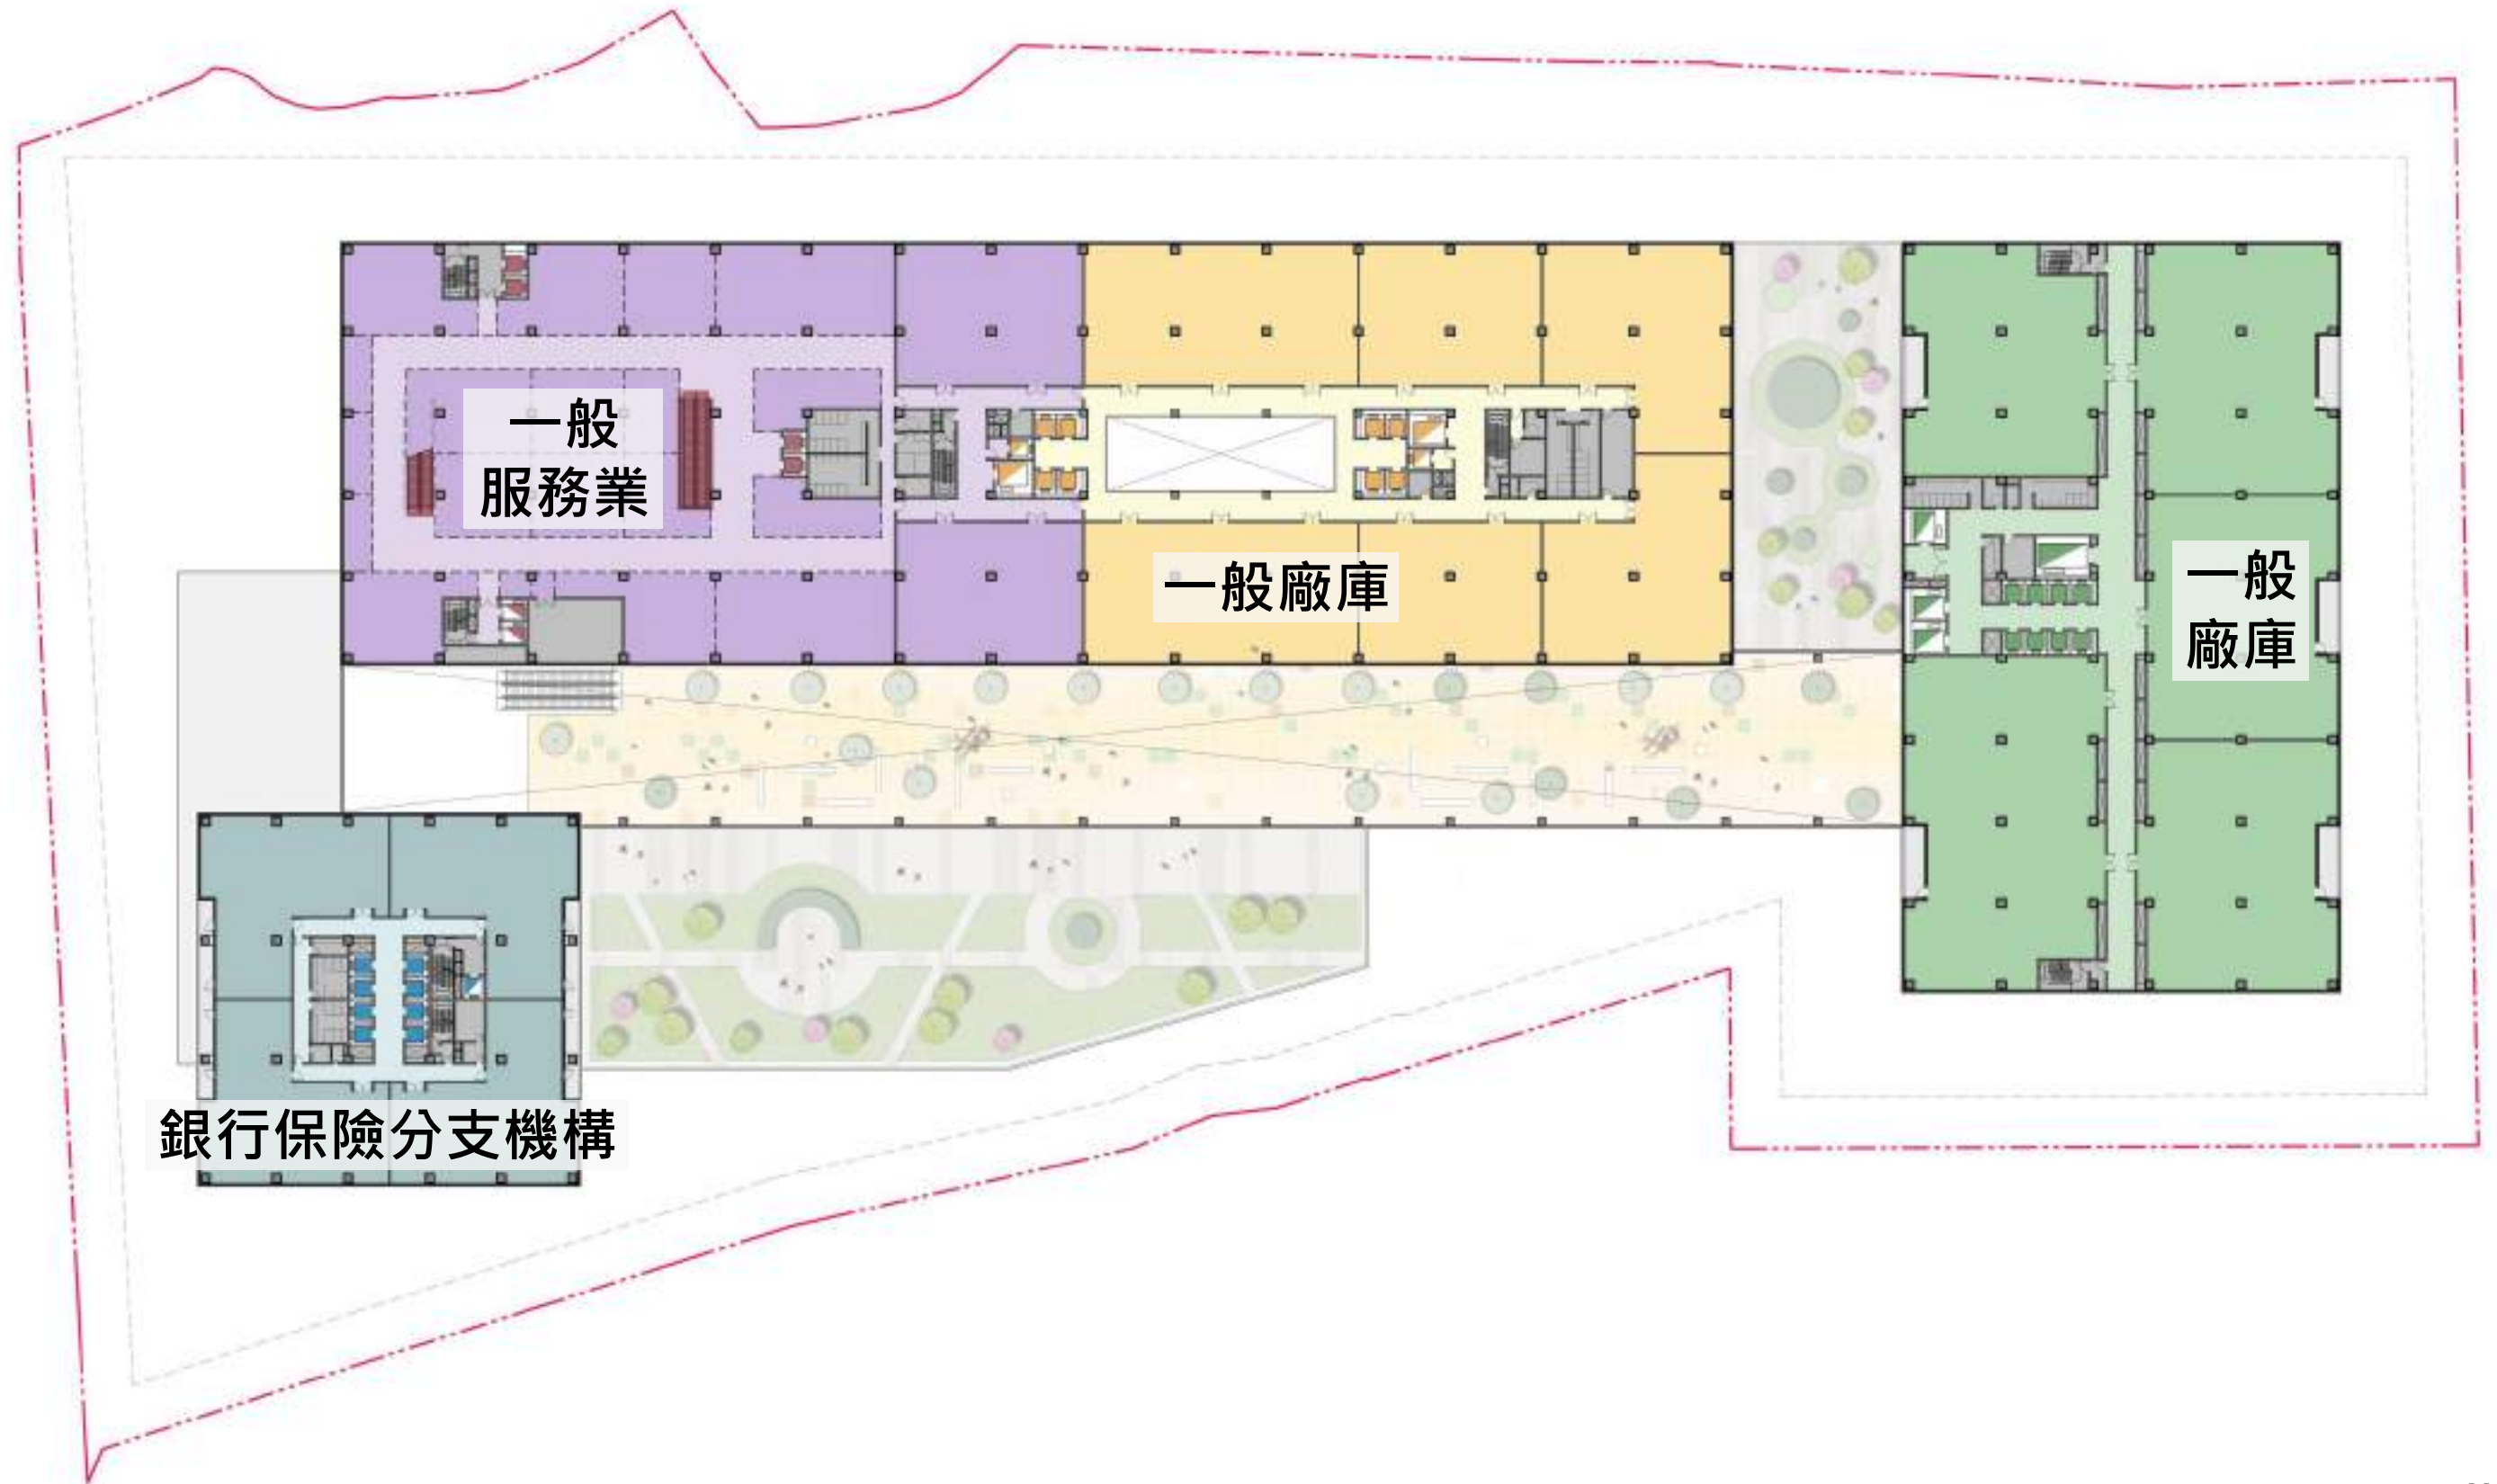 一般
服務業
一般廠庫
一般
廠庫
銀行保險分支機構